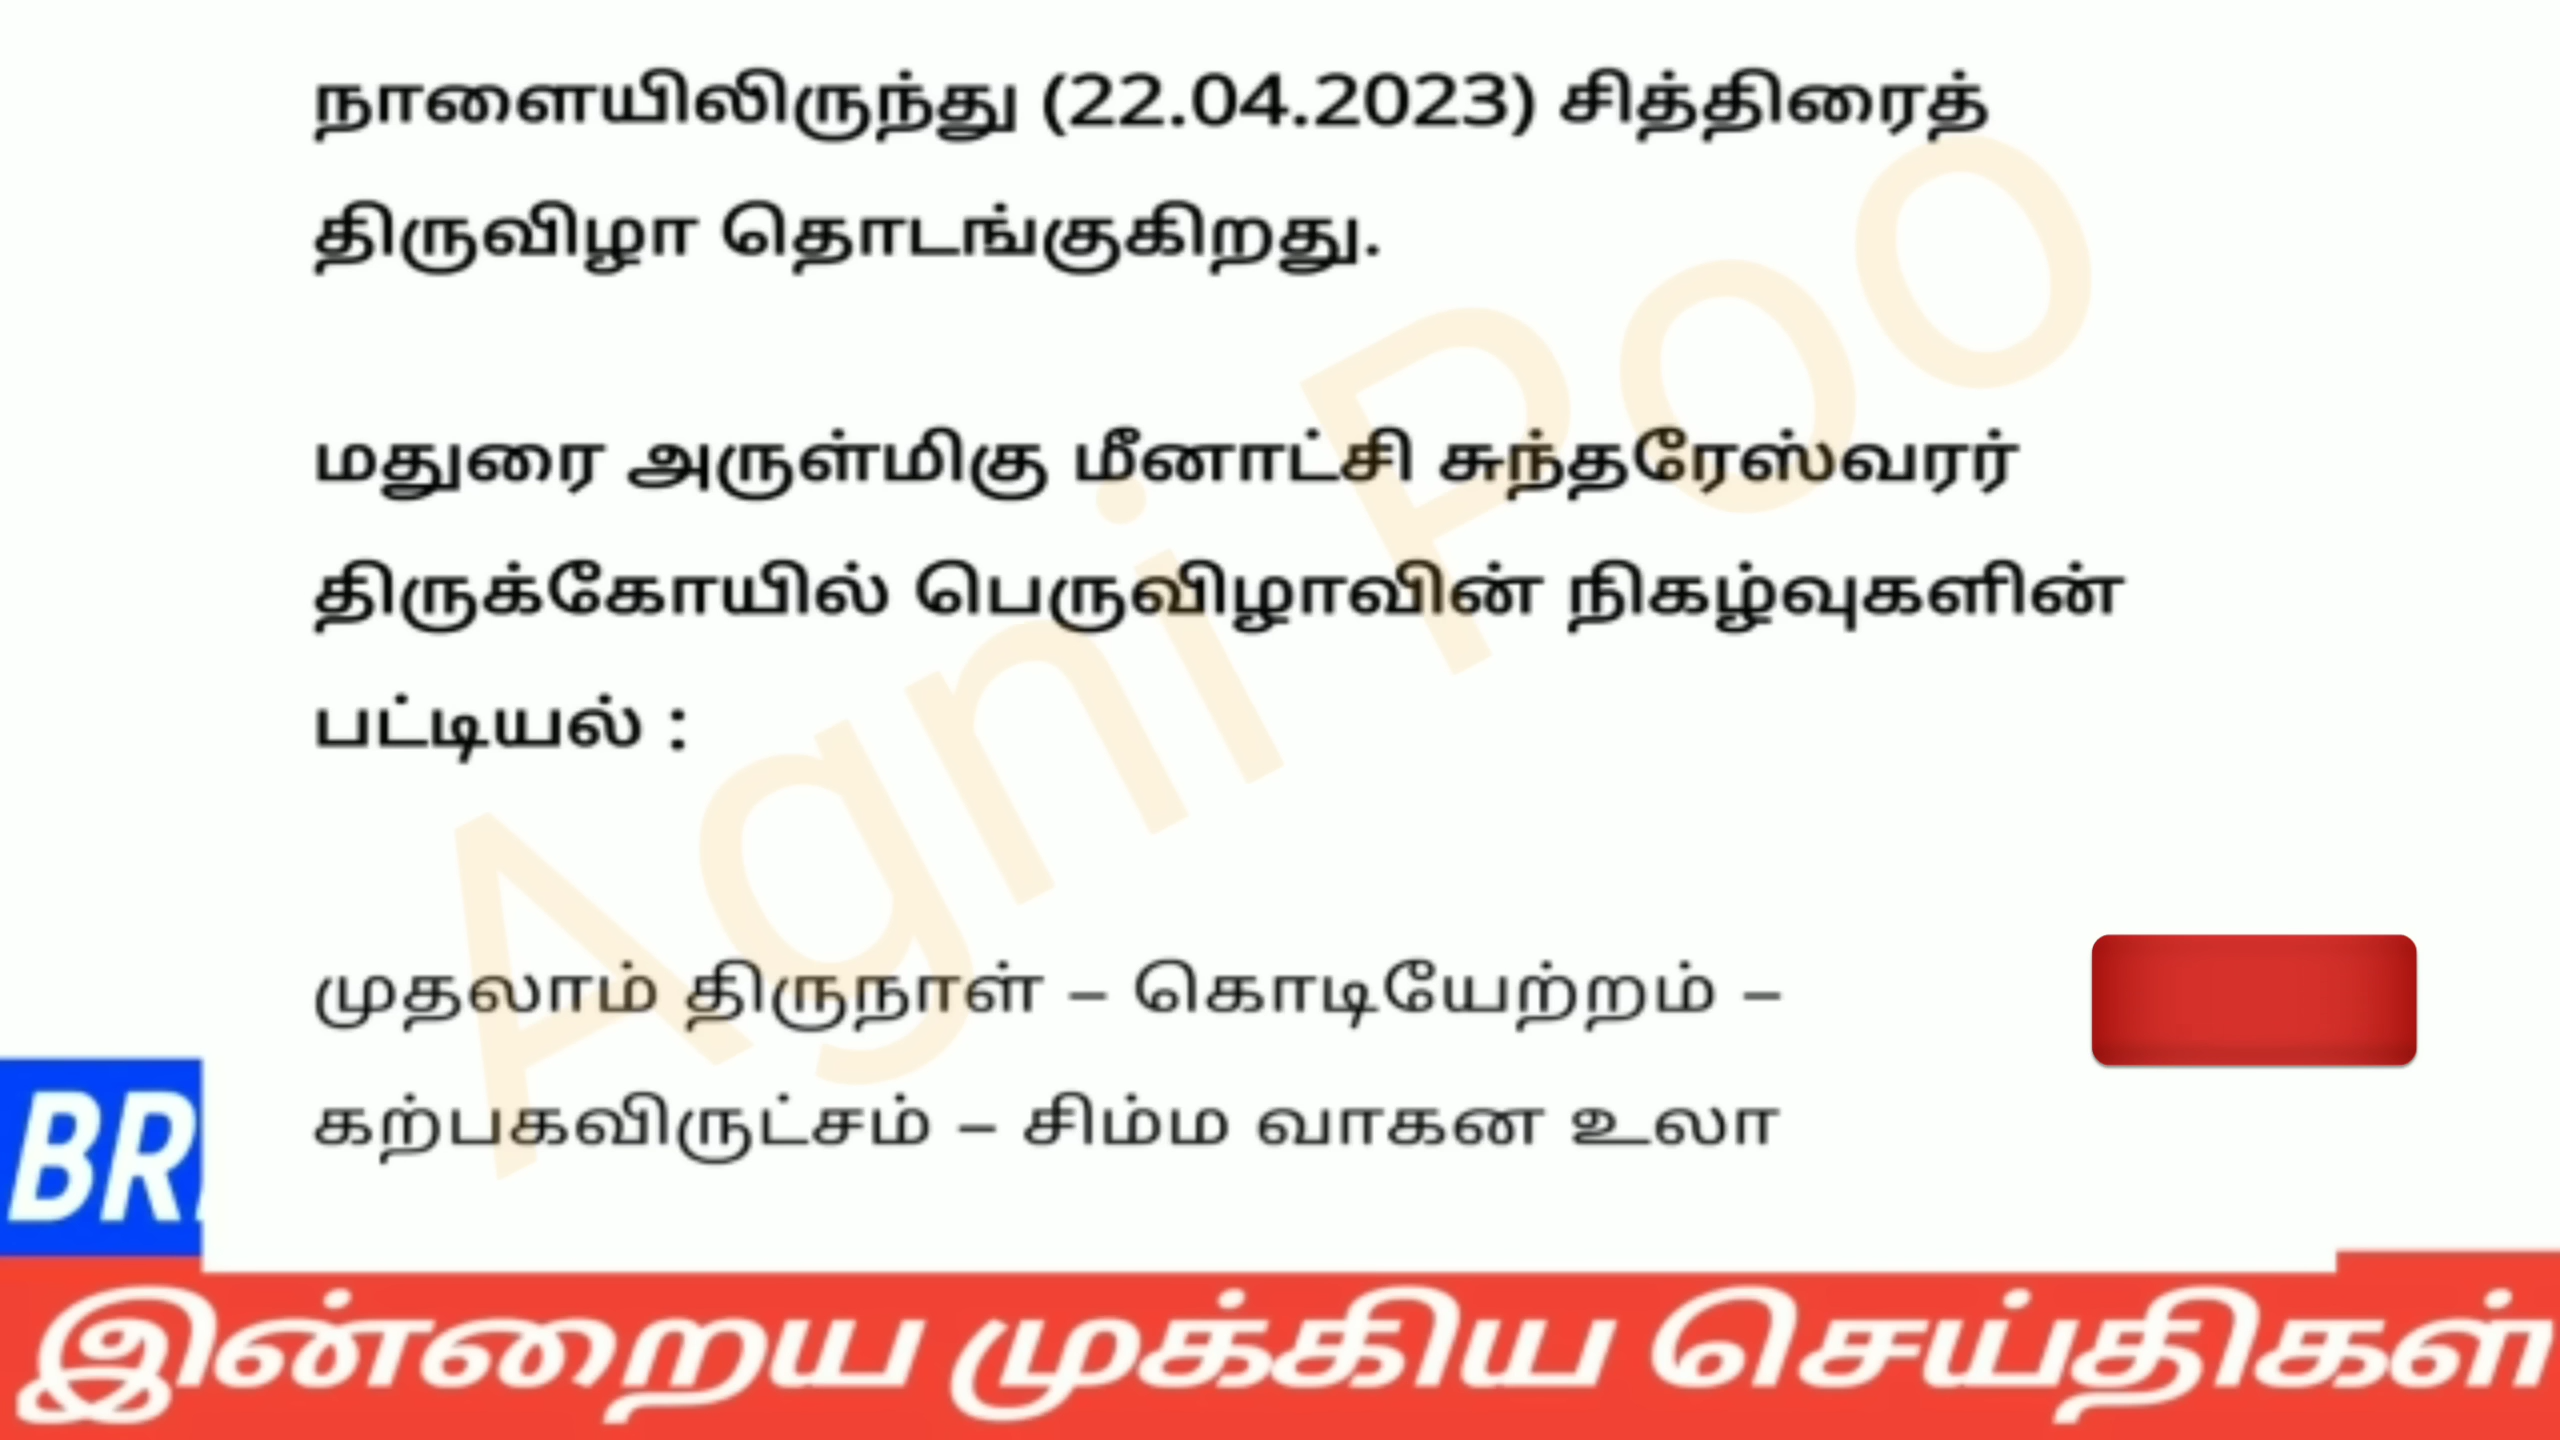 நாளையிலிருந்து (22.04.2023) சித்திரைத்
திருவிழா தொடங்குகிறது.
மதுரை அருள்மிகு மீனாட்சி சுந்தரேஸ்வரர்
திருக்கோயில் பெருவிழாவின் நிகழ்வுகளின்
பட்டியல் :
Agni Poo
முதலாம் திருநாள் – கொடியேற்றம் –
கற்பகவிருட்சம் – சிம்ம வாகன உலா
BR
இன்றைய முக்கிய செய்திகள்